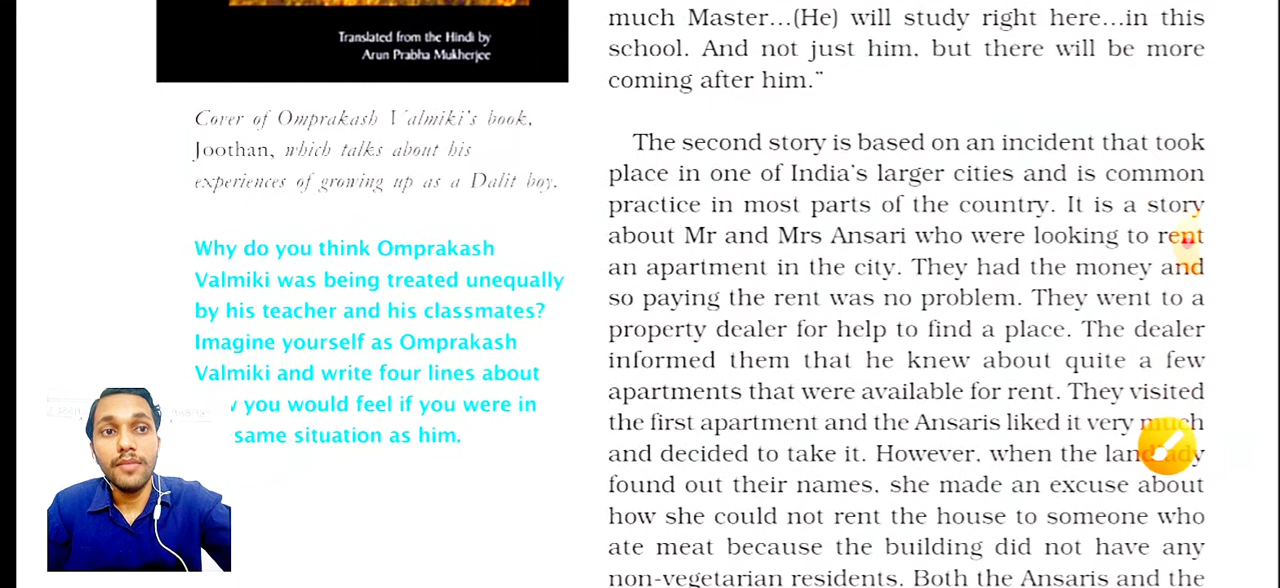 Translated from the Hindi by
Arun Prabha Mukherjee
Cover of Omprakash Valmiki's book,
Joothan, which talks about his
experiences of growing up as a Dalit boy.
Why do you think Omprakash
Valmiki was being treated unequally
by his teacher and his classmates?
Imagine yourself as Omprakash
Valmiki and write four lines about
you would feel if you were in
same situation as him.
much Master…(He) will study right here…in this
school. And not just him, but there will be more
coming after him."
The second story is based on an incident that took
place in one of India's larger cities and is common
practice in most parts of the country. It is a story
about Mr and Mrs Ansari who were looking to rent
an apartment in the city. They had the money and
so paying the rent was no problem. They went to a
property dealer for help to find a place. The dealer
informed them that he knew about quite a few
apartments that were available for rent. They visited
the first apartment and the Ansaris liked it very much
and decided to take it. However, when the landlady
found out their names, she made an excuse about
how she could not rent the house to someone who
ate meat because the building did not have any
non-vegetarian residents. Both the Ansaris and the